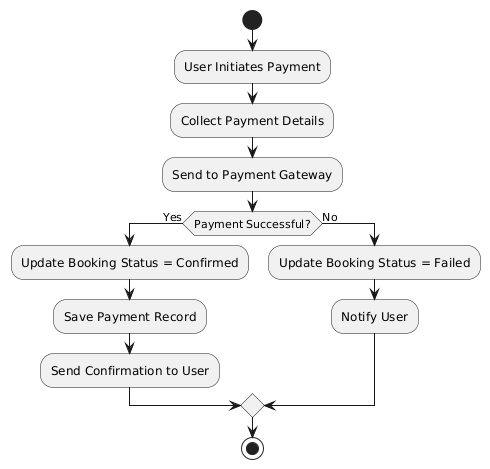 User Initiates Payment
Collect Payment Details
Send to Payment Gateway
Payment Successful?
Yes
No
Update Booking Status = Confirmed
Save Payment Record
Send Confirmation to User
Update Booking Status = Failed
Notify User